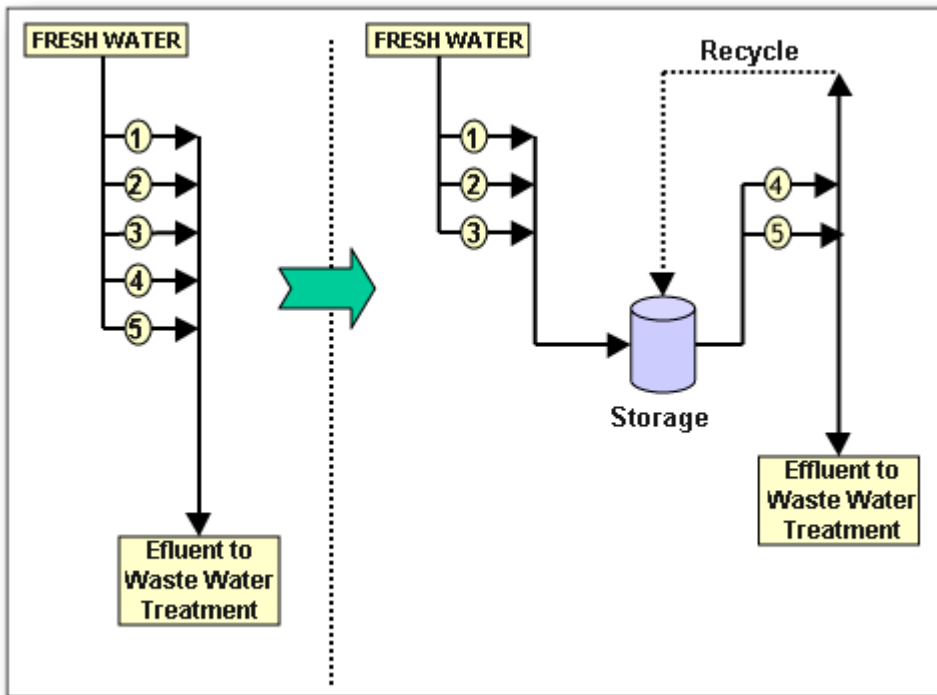 FRESH WATER
1
2
3
4
5
Efluent to
Waste Water
Treatment
FRESH WATER
Recycle
1
2
3
4
5
Storage
Effluent to
Waste Water
Treatment